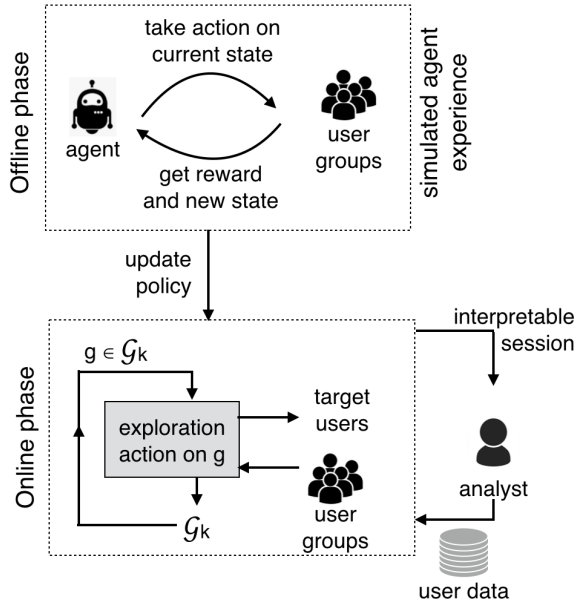 Offline phase
take action on
current state
agent
user
groups
get reward
and new state
simulated agent
experience
update
policy
Online phase
g ∈ 𝒢k
exploration
action on g
target
users
user
groups
𝒢k
interpretable
session
analyst
user data